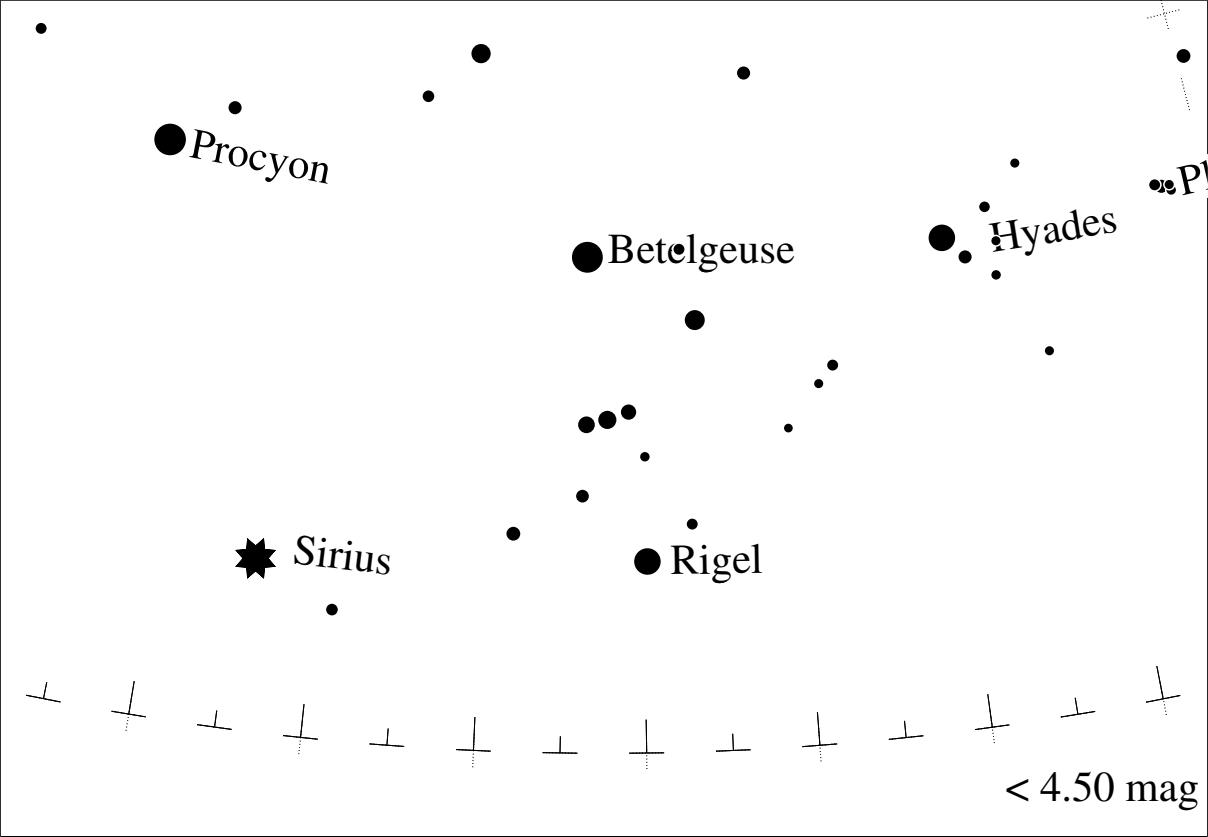 Procyon
Hyades
Betelgeuse
Sirius
Rigel
< 4.50 mag